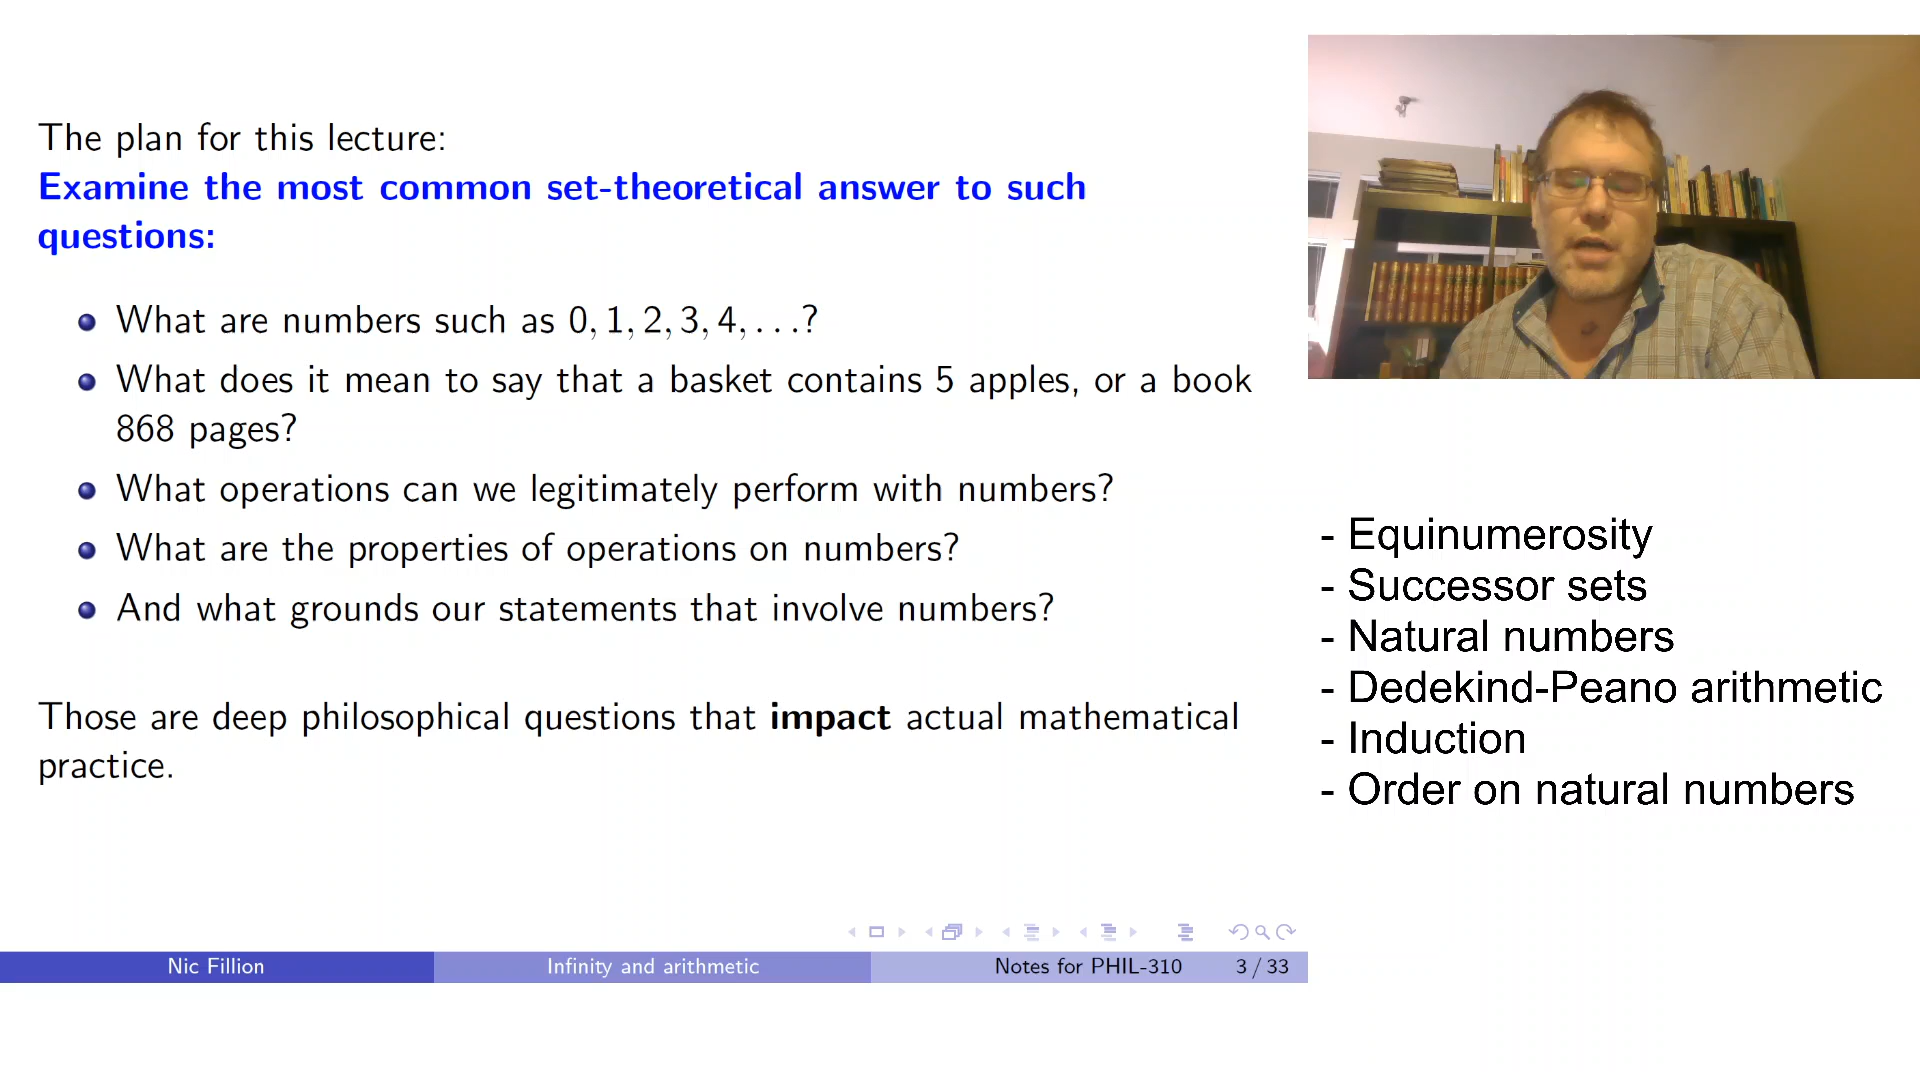 The plan for this lecture:
Examine the most common set-theoretical answer to such
questions:
What are numbers such as 0, 1, 2, 3, 4, . . .?
What does it mean to say that a basket contains 5 apples, or a book
868 pages?
What operations can we legitimately perform with numbers?
What are the properties of operations on numbers?
And what grounds our statements that involve numbers?
Those are deep philosophical questions that impact actual mathematical
practice.
- Equinumerosity
- Successor sets
- Natural numbers
- Dedekind-Peano arithmetic
- Induction
- Order on natural numbers
Nic Fillion
Infinity and arithmetic
Notes for PHIL-310
3 / 33